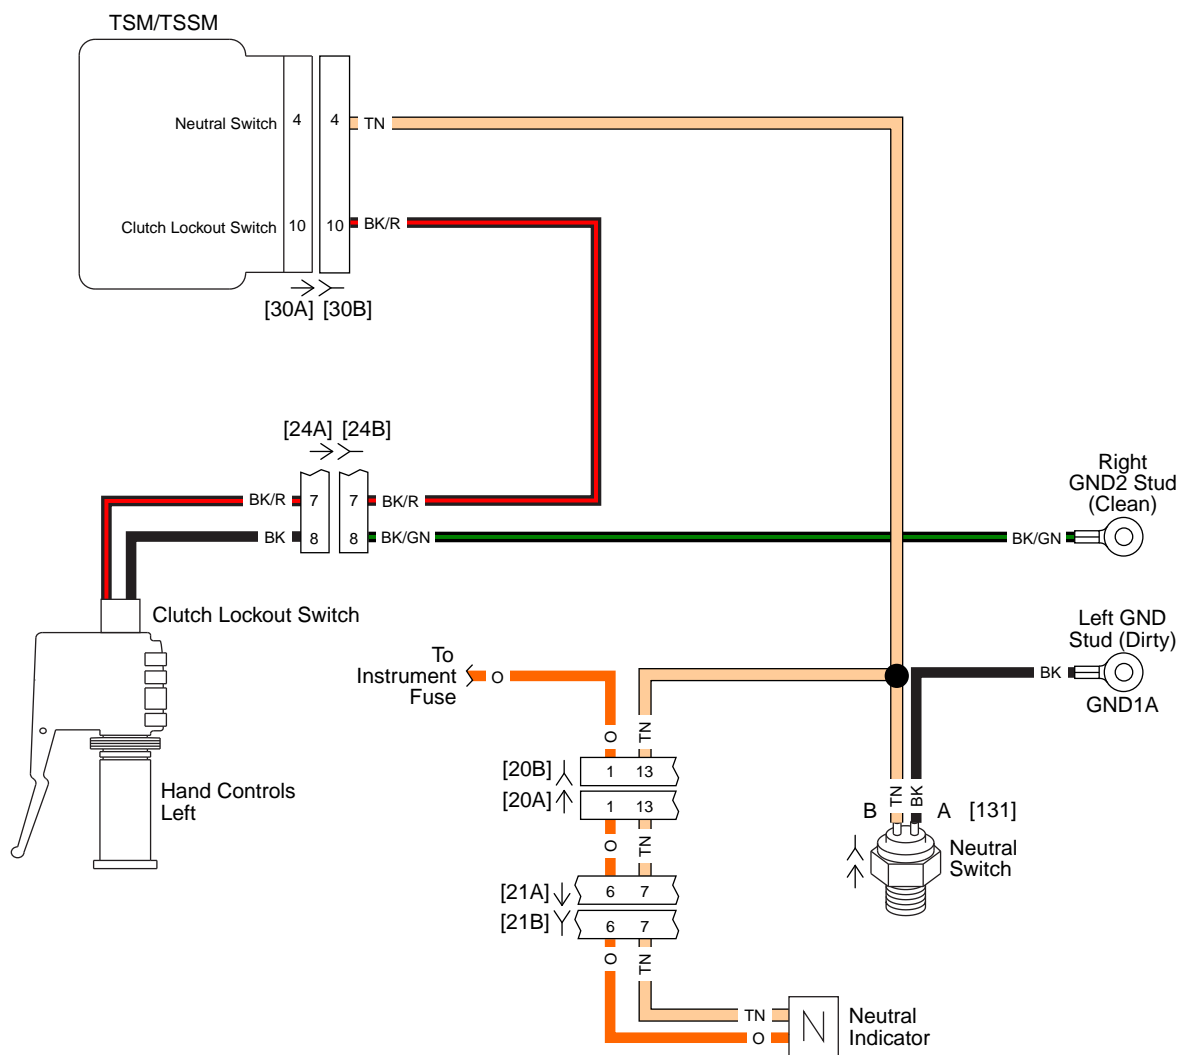 TSM/TSSM
Neutral Switch 4 4 TN
Clutch Lockout Switch 10 10 BK/R
[30A] [30B]
[24A] [24B]
BK/R 7 7 BK/R
BK 8 8 BK/GN BK/GN
Right
GND2 Stud
(Clean)
Clutch Lockout Switch
Left GND
Stud (Dirty)
BK
GND1A
To
Instrument
Fuse
O
O TN
[20B] 1 13
[20A] 1 13
O TN
[21A] 6 7
[21B] 6 7
O TN
Hand Controls
Left
TN BK
B A [131]
Neutral
Switch
TN
O
N
Neutral
Indicator